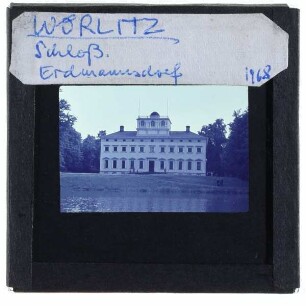 WÖRLITZ
Schloß.
Erdmannsdorf 1968